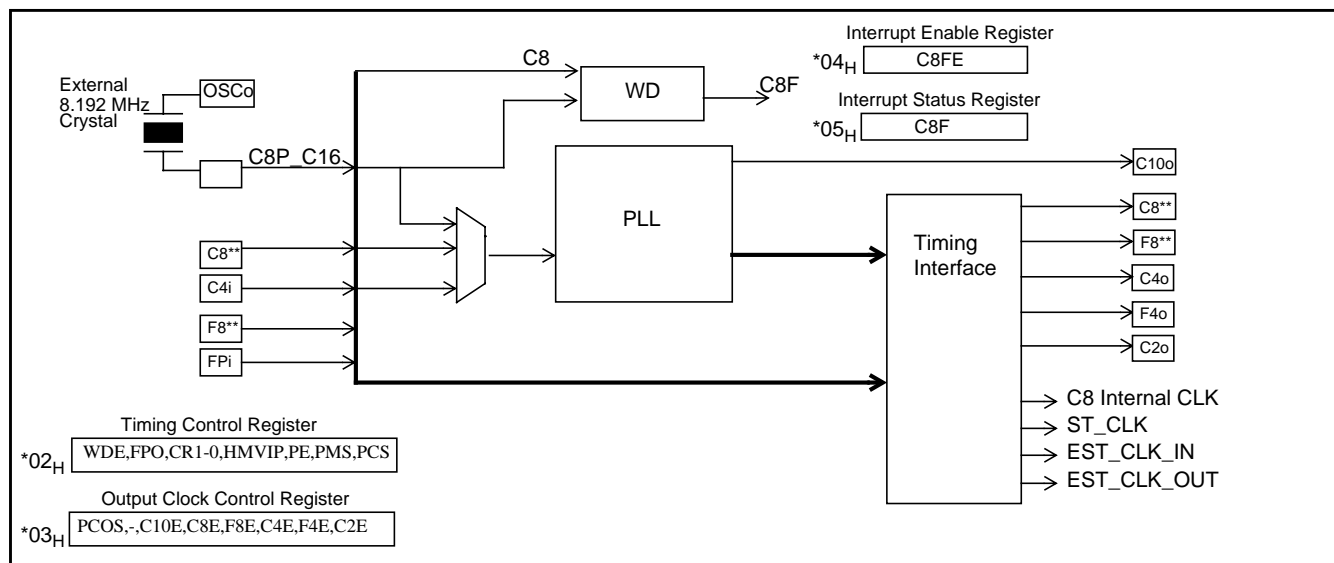 Interrupt Enable Register
*04H C8FE
Interrupt Status Register
*05H C8F
C8
WD
C8F
External
8.192 MHz
Crystal
OSCo
C8P_C16
PLL
Timing
Interface
C8**
C4i
F8**
FPi
C10o
C8**
F8**
C4o
F4o
C2o
C8 Internal CLK
ST_CLK
EST_CLK_IN
EST_CLK_OUT
Timing Control Register
*02H WDE,FPO,CR1-0,HMVIP,PE,PMS,PCS
Output Clock Control Register
*03H PCOS,-,C10E,C8E,F8E,C4E,F4E,C2E